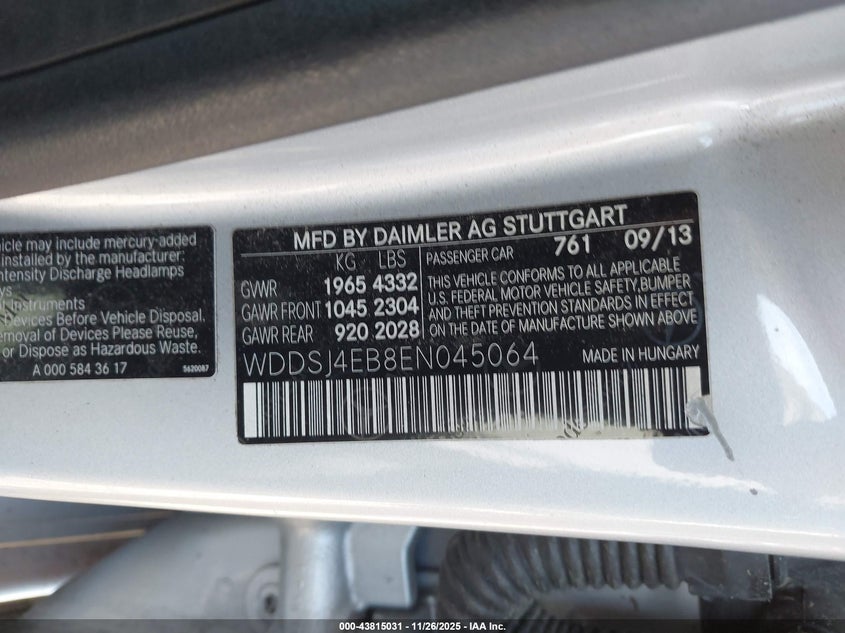 hicle may include mercury-added
installed by the manufacturer:
ntensity Discharge Headlamps
ys
Instruments
Devices Before Vehicle Disposal.
Removal of Devices Please Reuse,
or Dispose as Hazardous Waste.
A 000 584 36 17
5620087
MFD BY DAIMLER AG STUTTGART
KG LBS
GVWR 1965 4332
GAWR FRONT 1045 2304
GAWR REAR 920 2028
PASSENGER CAR 761 09/13
THIS VEHICLE CONFORMS TO ALL APPLICABLE
U.S. FEDERAL MOTOR VEHICLE SAFETY, BUMPER
AND THEFT PREVENTION STANDARDS IN EFFECT
ON THE DATE OF MANUFACTURE SHOWN ABOVE
WDDSJ4EB8EN045064
MADE IN HUNGARY
000-43815031 - 11/26/2025 - IAA Inc.